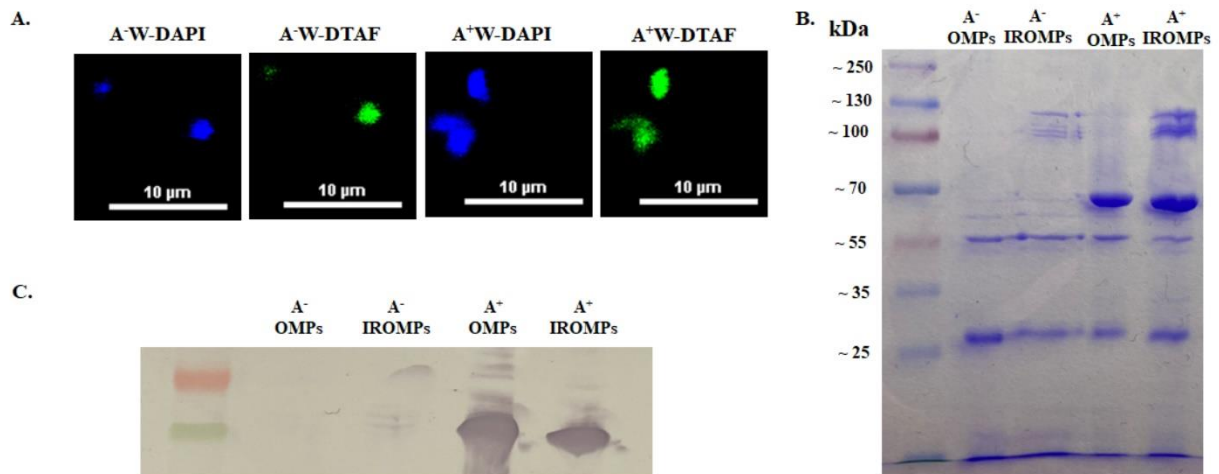 A.
A⁻W-DAPI A⁻W-DTAF A⁺W-DAPI A⁺W-DTAF
10 µm 10 µm 10 µm 10 µm
B.
kDa
A⁻ A⁻ A⁺ A⁺
OMPs IROMPs OMPs IROMPs
~ 250
~ 130
~ 100
~ 70
~ 55
~ 35
~ 25
C.
A⁻ A⁻ A⁺ A⁺
OMPs IROMPs OMPs IROMPs